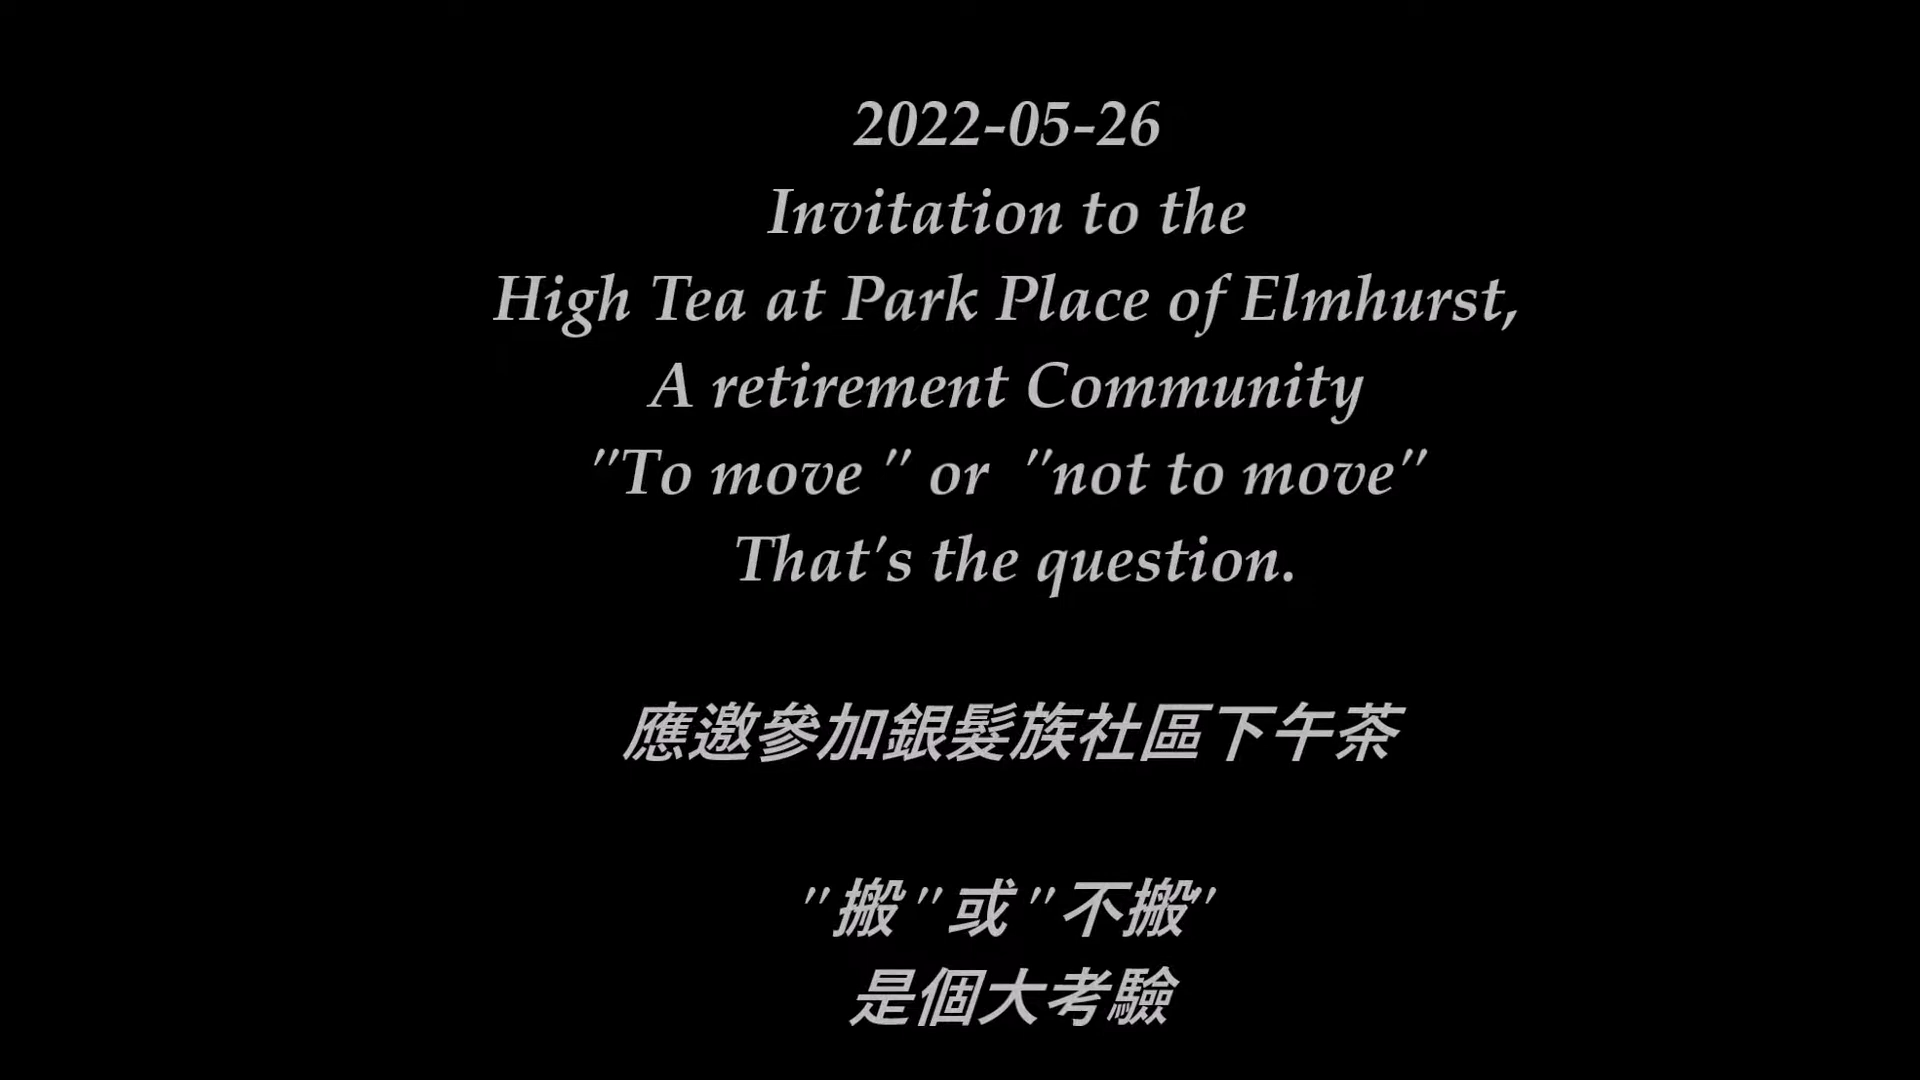 2022-05-26
Invitation to the
High Tea at Park Place of Elmhurst,
A retirement Community
"To move " or  "not to move"
That's the question.
應邀參加銀髮族社區下午茶
"搬"或"不搬"
是個大考驗